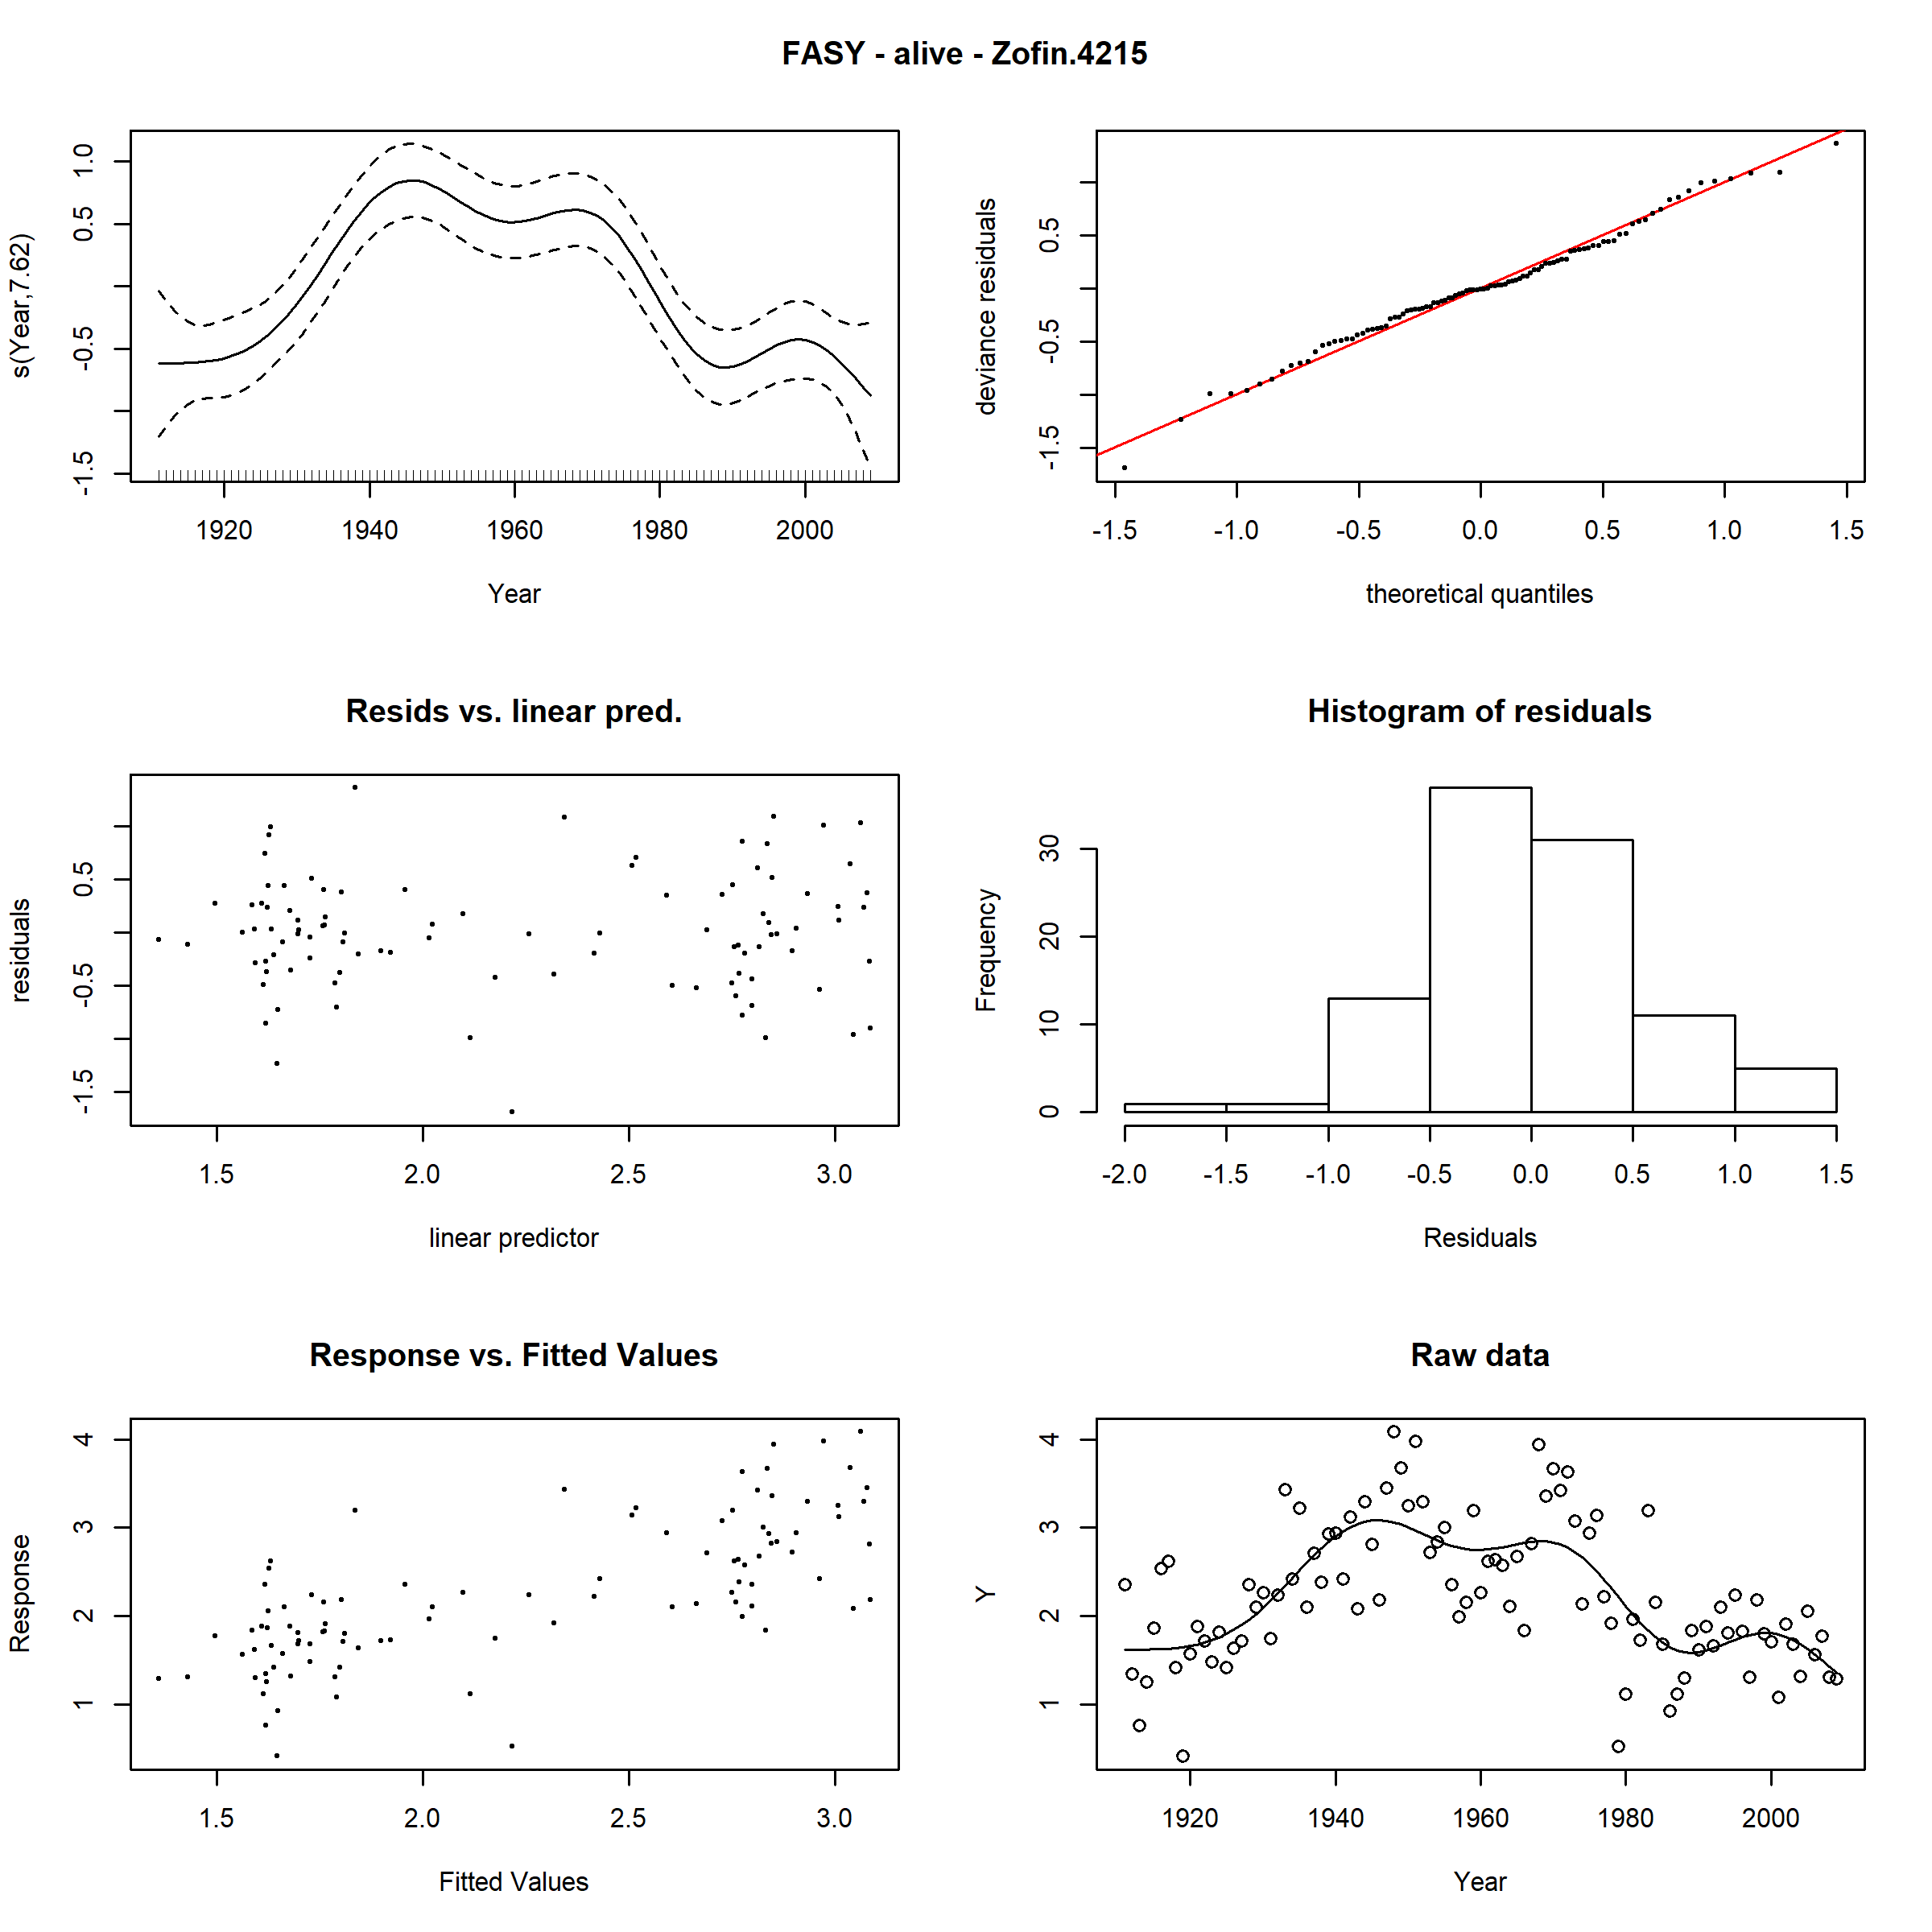 FASY - alive - Zofin.4215
s(Year,7.62)
1.0
0.5
-0.5
-1.5
1920 1940 1960 1980 2000
Year
deviance residuals
0.5
-0.5
-1.5
-1.5 -1.0 -0.5 0.0 0.5 1.0 1.5
theoretical quantiles
Resids vs. linear pred.
residuals
0.5
-0.5
-1.5
1.5 2.0 2.5 3.0
linear predictor
Histogram of residuals
Frequency
30
20
10
0
-2.0 -1.5 -1.0 -0.5 0.0 0.5 1.0 1.5
Residuals
Response vs. Fitted Values
Response
4
3
2
1
1.5 2.0 2.5 3.0
Fitted Values
Raw data
Y
4
3
2
1
1920 1940 1960 1980 2000
Year